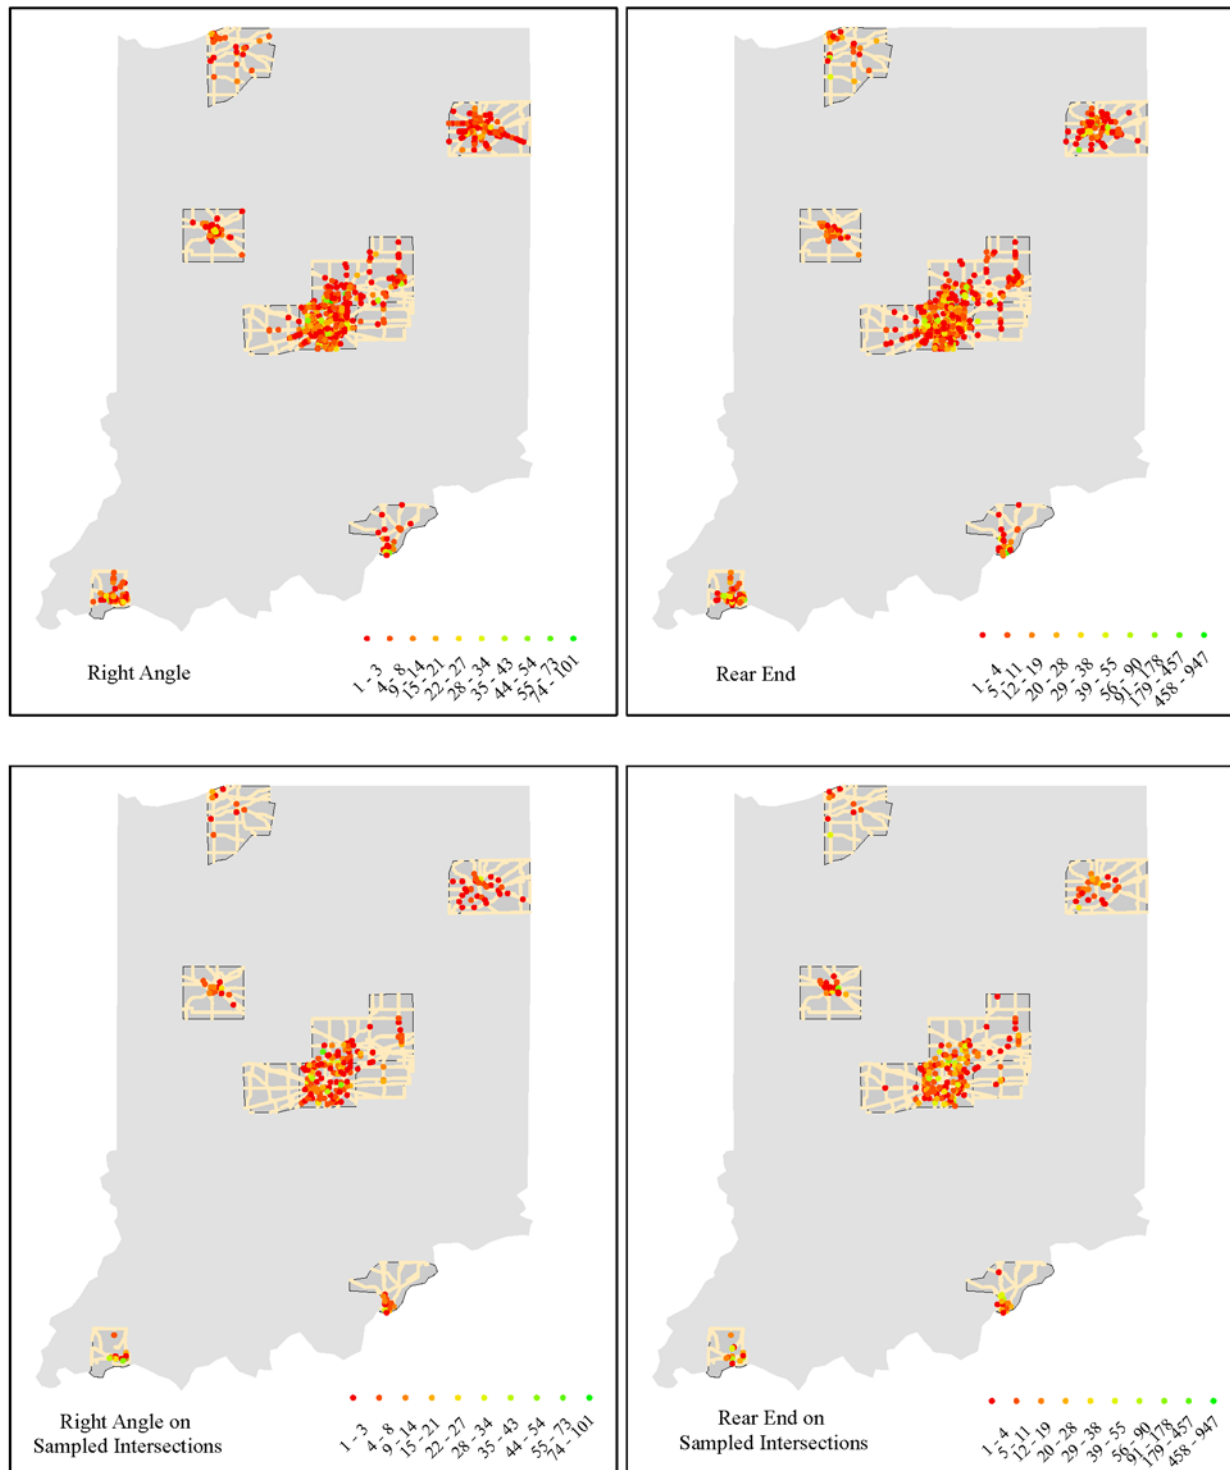 Right Angle
1 - 3
4 - 8
9 - 14
15 - 21
22 - 27
28 - 34
35 - 43
44 - 54
55 - 73
74 - 101
Rear End
1 - 4
5 - 11
12 - 19
20 - 28
29 - 38
39 - 55
56 - 90
91 - 178
179 - 457
458 - 947
Right Angle on
Sampled Intersections
1 - 3
4 - 8
9 - 14
15 - 21
22 - 27
28 - 34
35 - 43
44 - 54
55 - 73
74 - 101
Rear End on
Sampled Intersections
1 - 4
5 - 11
12 - 19
20 - 28
29 - 38
39 - 55
56 - 90
91 - 178
179 - 457
458 - 947